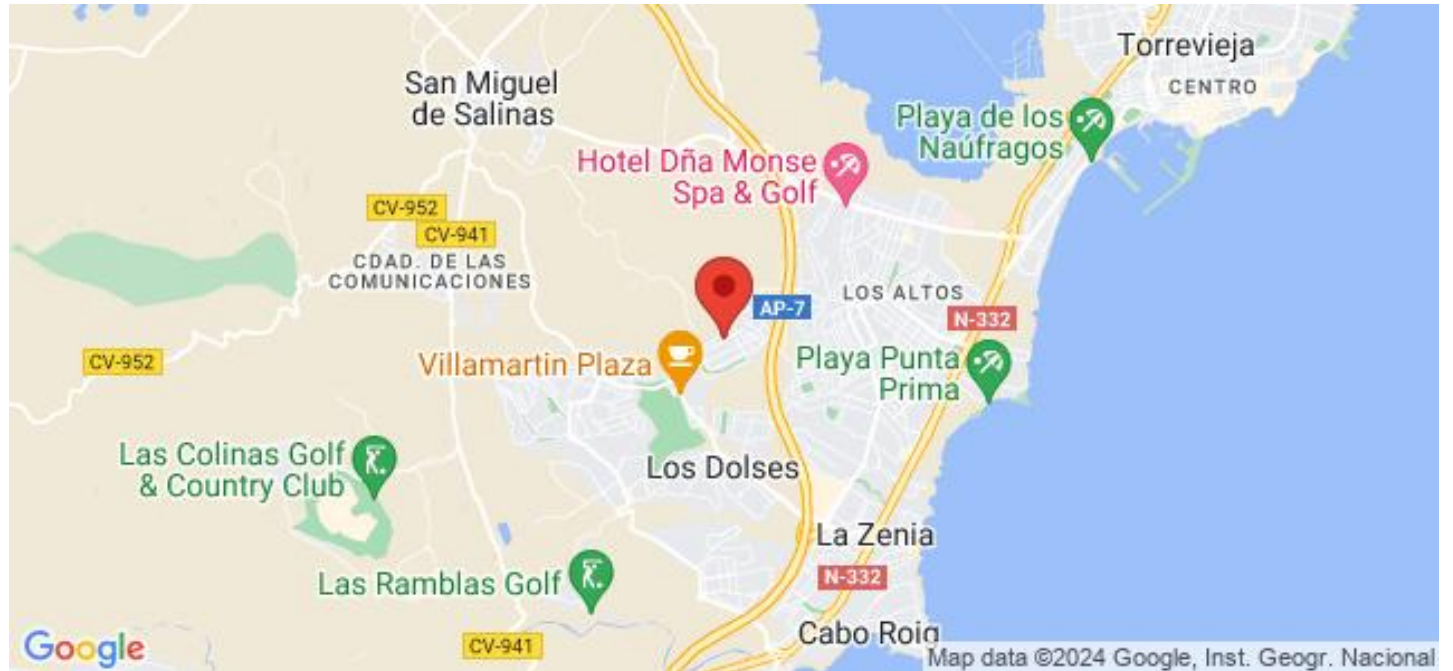 Torrevieja
CENTRO
San Miguel
de Salinas
Playa de los
Naúfragos
Hotel Dña Monse
Spa & Golf
CV-952
CV-941
CDAD. DE LAS
COMUNICACIONES
LOS ALTOS
AP-7
N-332
CV-952
Villamartin Plaza
Playa Punta
Prima
Las Colinas Golf
& Country Club
Los Dolses
La Zenia
Las Ramblas Golf
N-332
Cabo Roig
CV-941
Google
Map data ©2024 Google, Inst. Geogr. Nacional